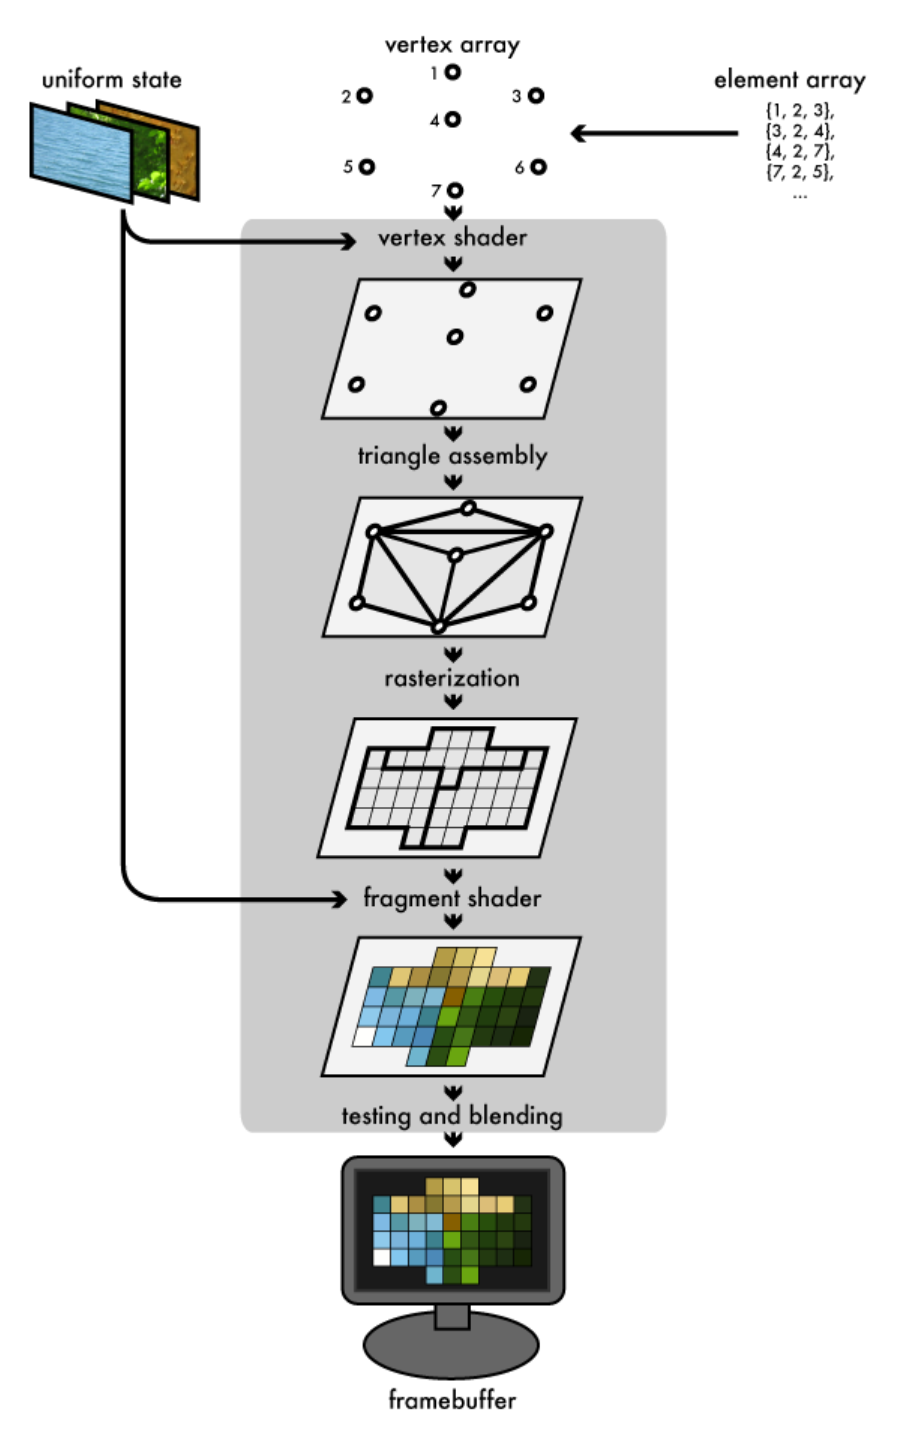 vertex array
uniform state
element array
1
2
3
4
5
6
7
{1, 2, 3},
{3, 2, 4},
{4, 2, 7},
{7, 2, 5},
...
vertex shader
triangle assembly
rasterization
fragment shader
testing and blending
framebuffer